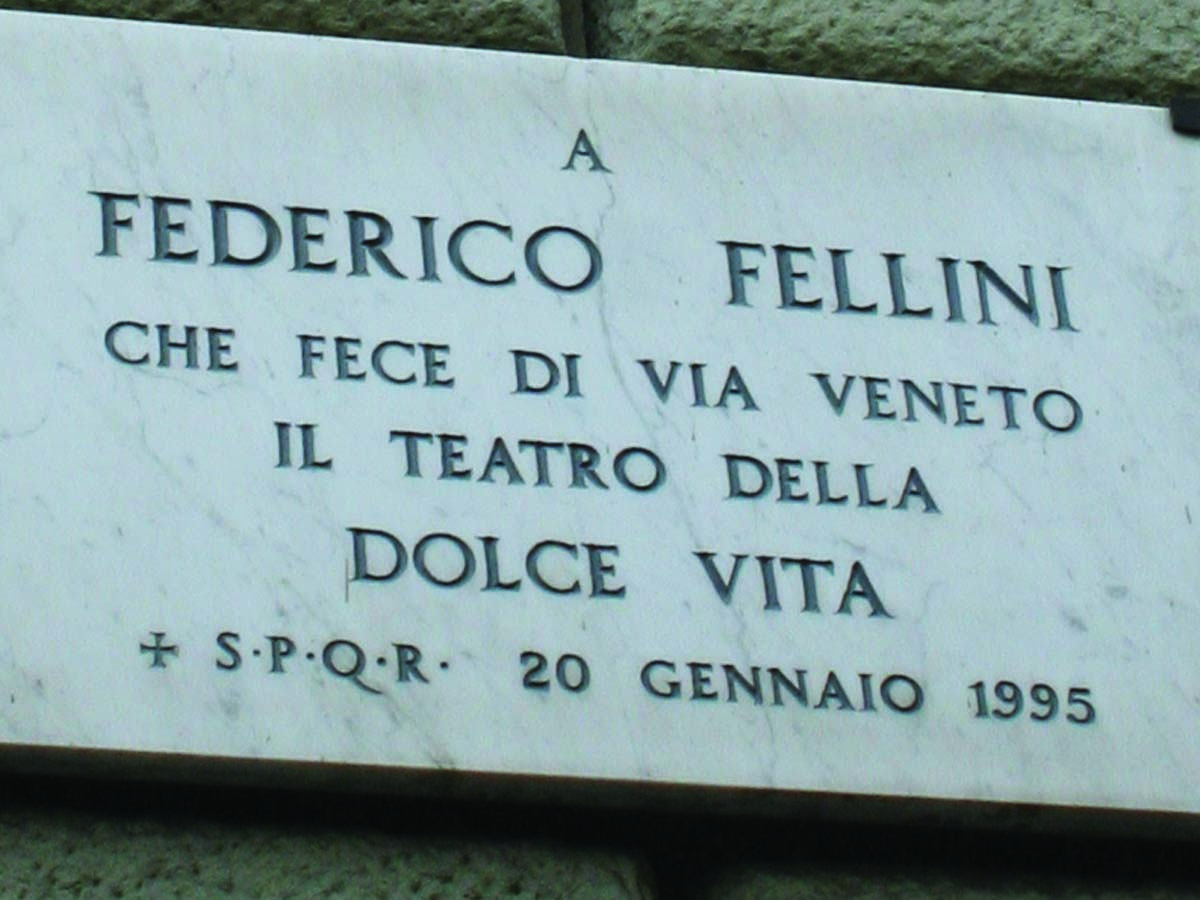 A
FEDERICO FELLINI
CHE FECE DI VIA VENETO
IL TEATRO DELLA
DOLCE VITA
✠ S·P·Q·R· 20 GENNAIO 1995